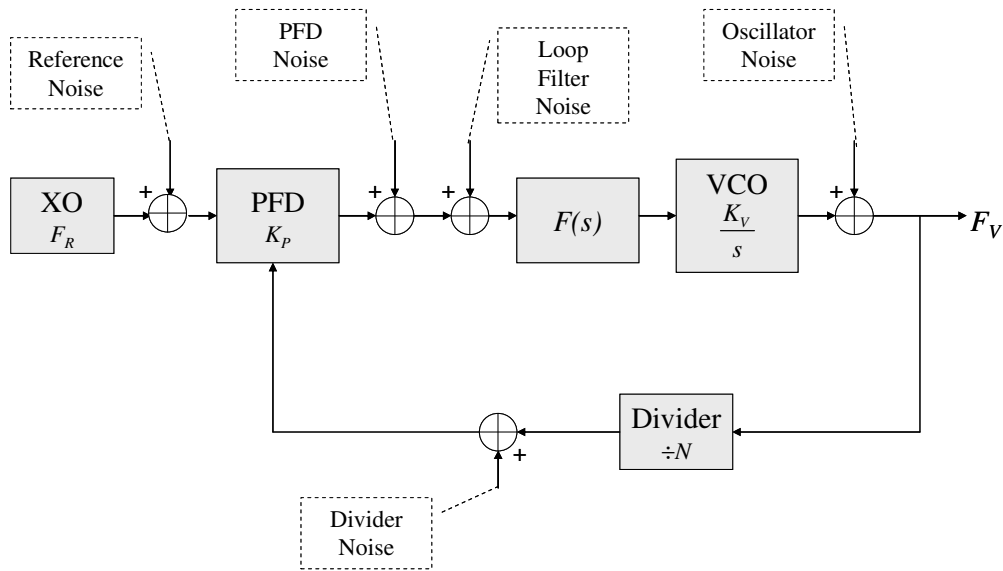 Reference
Noise
PFD
Noise
Loop
Filter
Noise
Oscillator
Noise
XO
F_R
+
PFD
K_P
+
+
F(s)
VCO
K_V
s
+
F_V
Divider
÷N
+
Divider
Noise